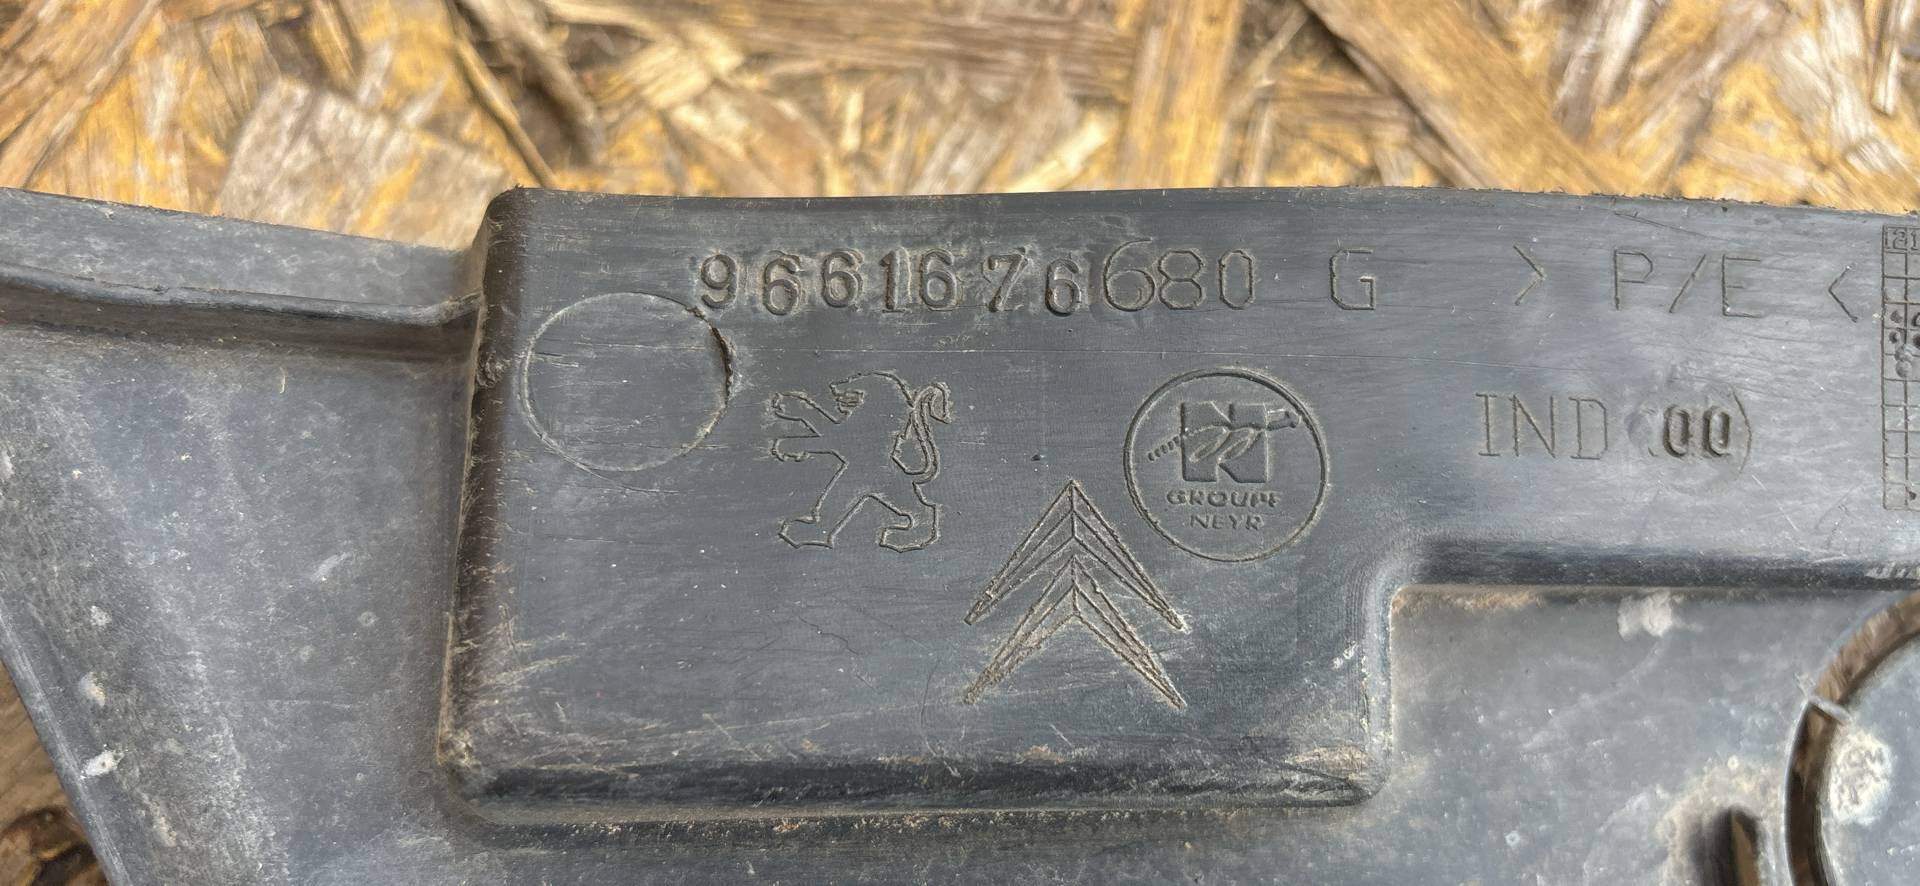 9661676680 G > P/E <
IND (00)
GROUPE
NEYR